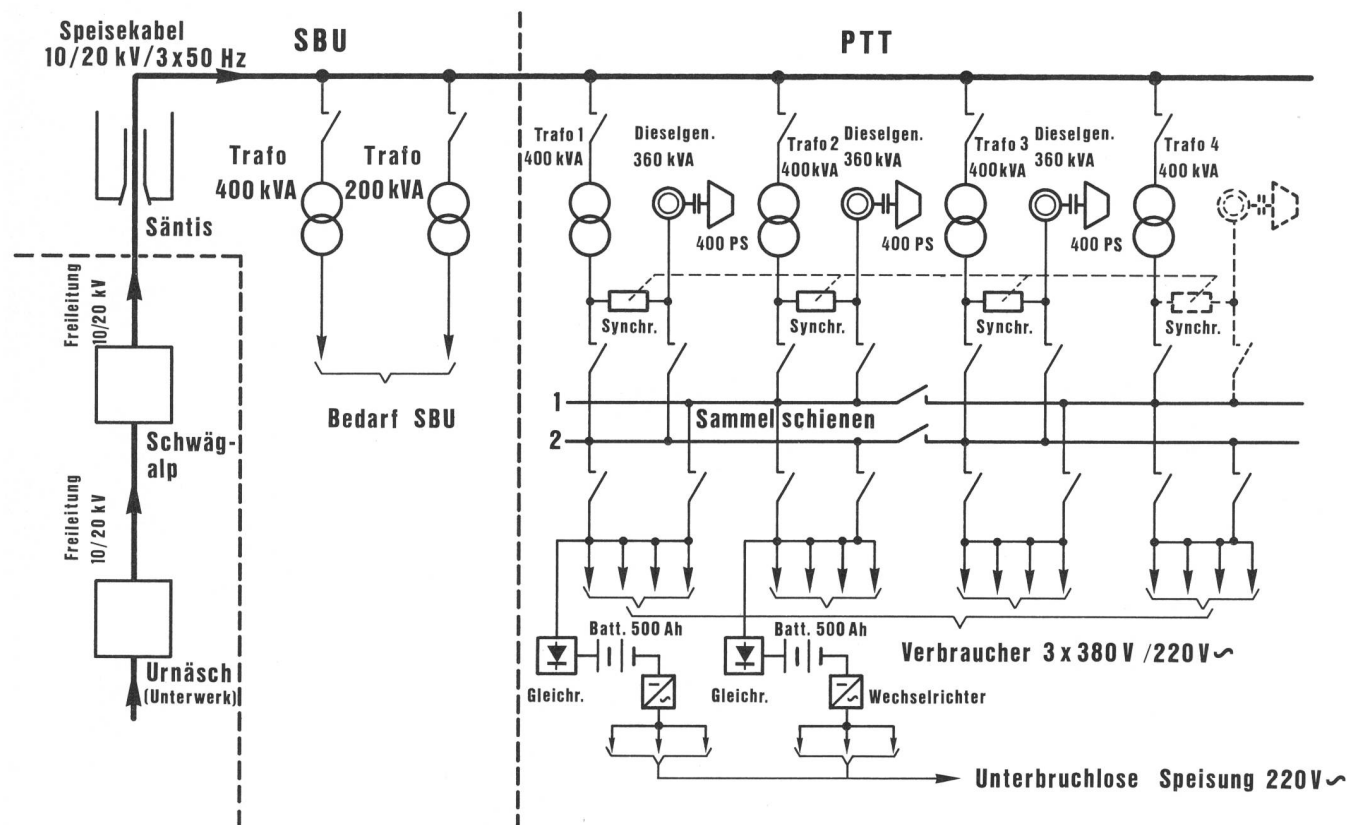 Speisekabel
10/20 kV/3x50 Hz
SBU
PTT
Trafo
400 kVA
Trafo
200 kVA
Trafo 1
400 kVA
Dieselgen.
360 kVA
400 PS
Trafo 2
400 kVA
Dieselgen.
360 kVA
400 PS
Trafo 3
400 kVA
Dieselgen.
360 kVA
400 PS
Trafo 4
400 kVA
Säntis
Freileitung
10/20 kV
Synchr.
Synchr.
Synchr.
Synchr.
Bedarf SBU
1
Sammelschienen
2
Schwäg-
alp
Freileitung
10/20 kV
Urnäsch
(Unterwerk)
Batt. 500 Ah
Batt. 500 Ah
Verbraucher 3 x 380 V / 220 V ~
Gleichr.
Gleichr.
Wechselrichter
Unterbruchlose Speisung 220 V ~